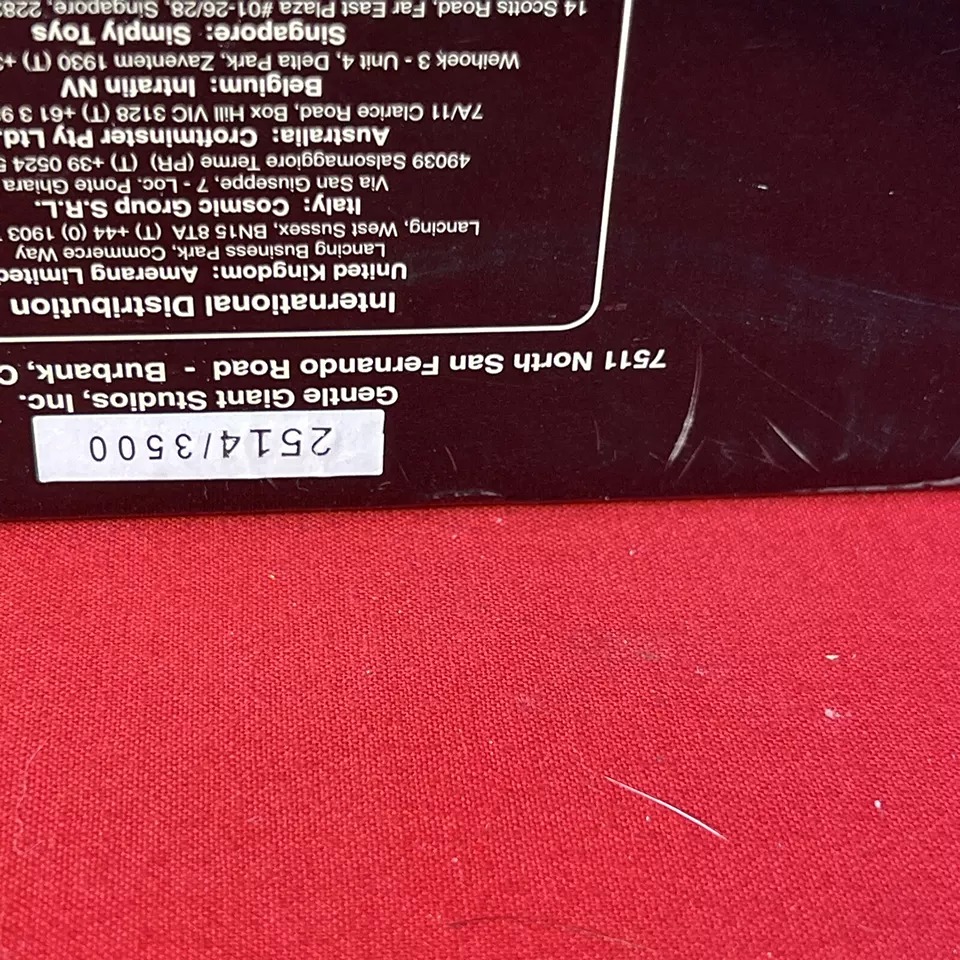 2514/3500
Gentle Giant Studios, Inc.
7511 North San Fernando Road - Burbank, C
International Distribution
United Kingdom: Amerang Limited
Lancing Business Park, Commerce Way
Lancing, West Sussex, BN15 8TA (T) +44 (0) 1903
Italy: Cosmic Group S.R.L.
Via San Giuseppe, 7 - Loc. Ponte Ghiara
49039 Salsomaggiore Terme (PR) (T) +39 0524 5
Australia: Croftminster Pty Ltd.
7A/11 Clarice Road, Box Hill VIC 3128 (T) +61 3 9
Belgium: Intrafin NV
Weihoek 3 - Unit 4, Delta Park, Zaventem 1930 (T) +3
Singapore: Simply Toys
14 Scotts Road, Far East Plaza #01-26/28, Singapore, 2282